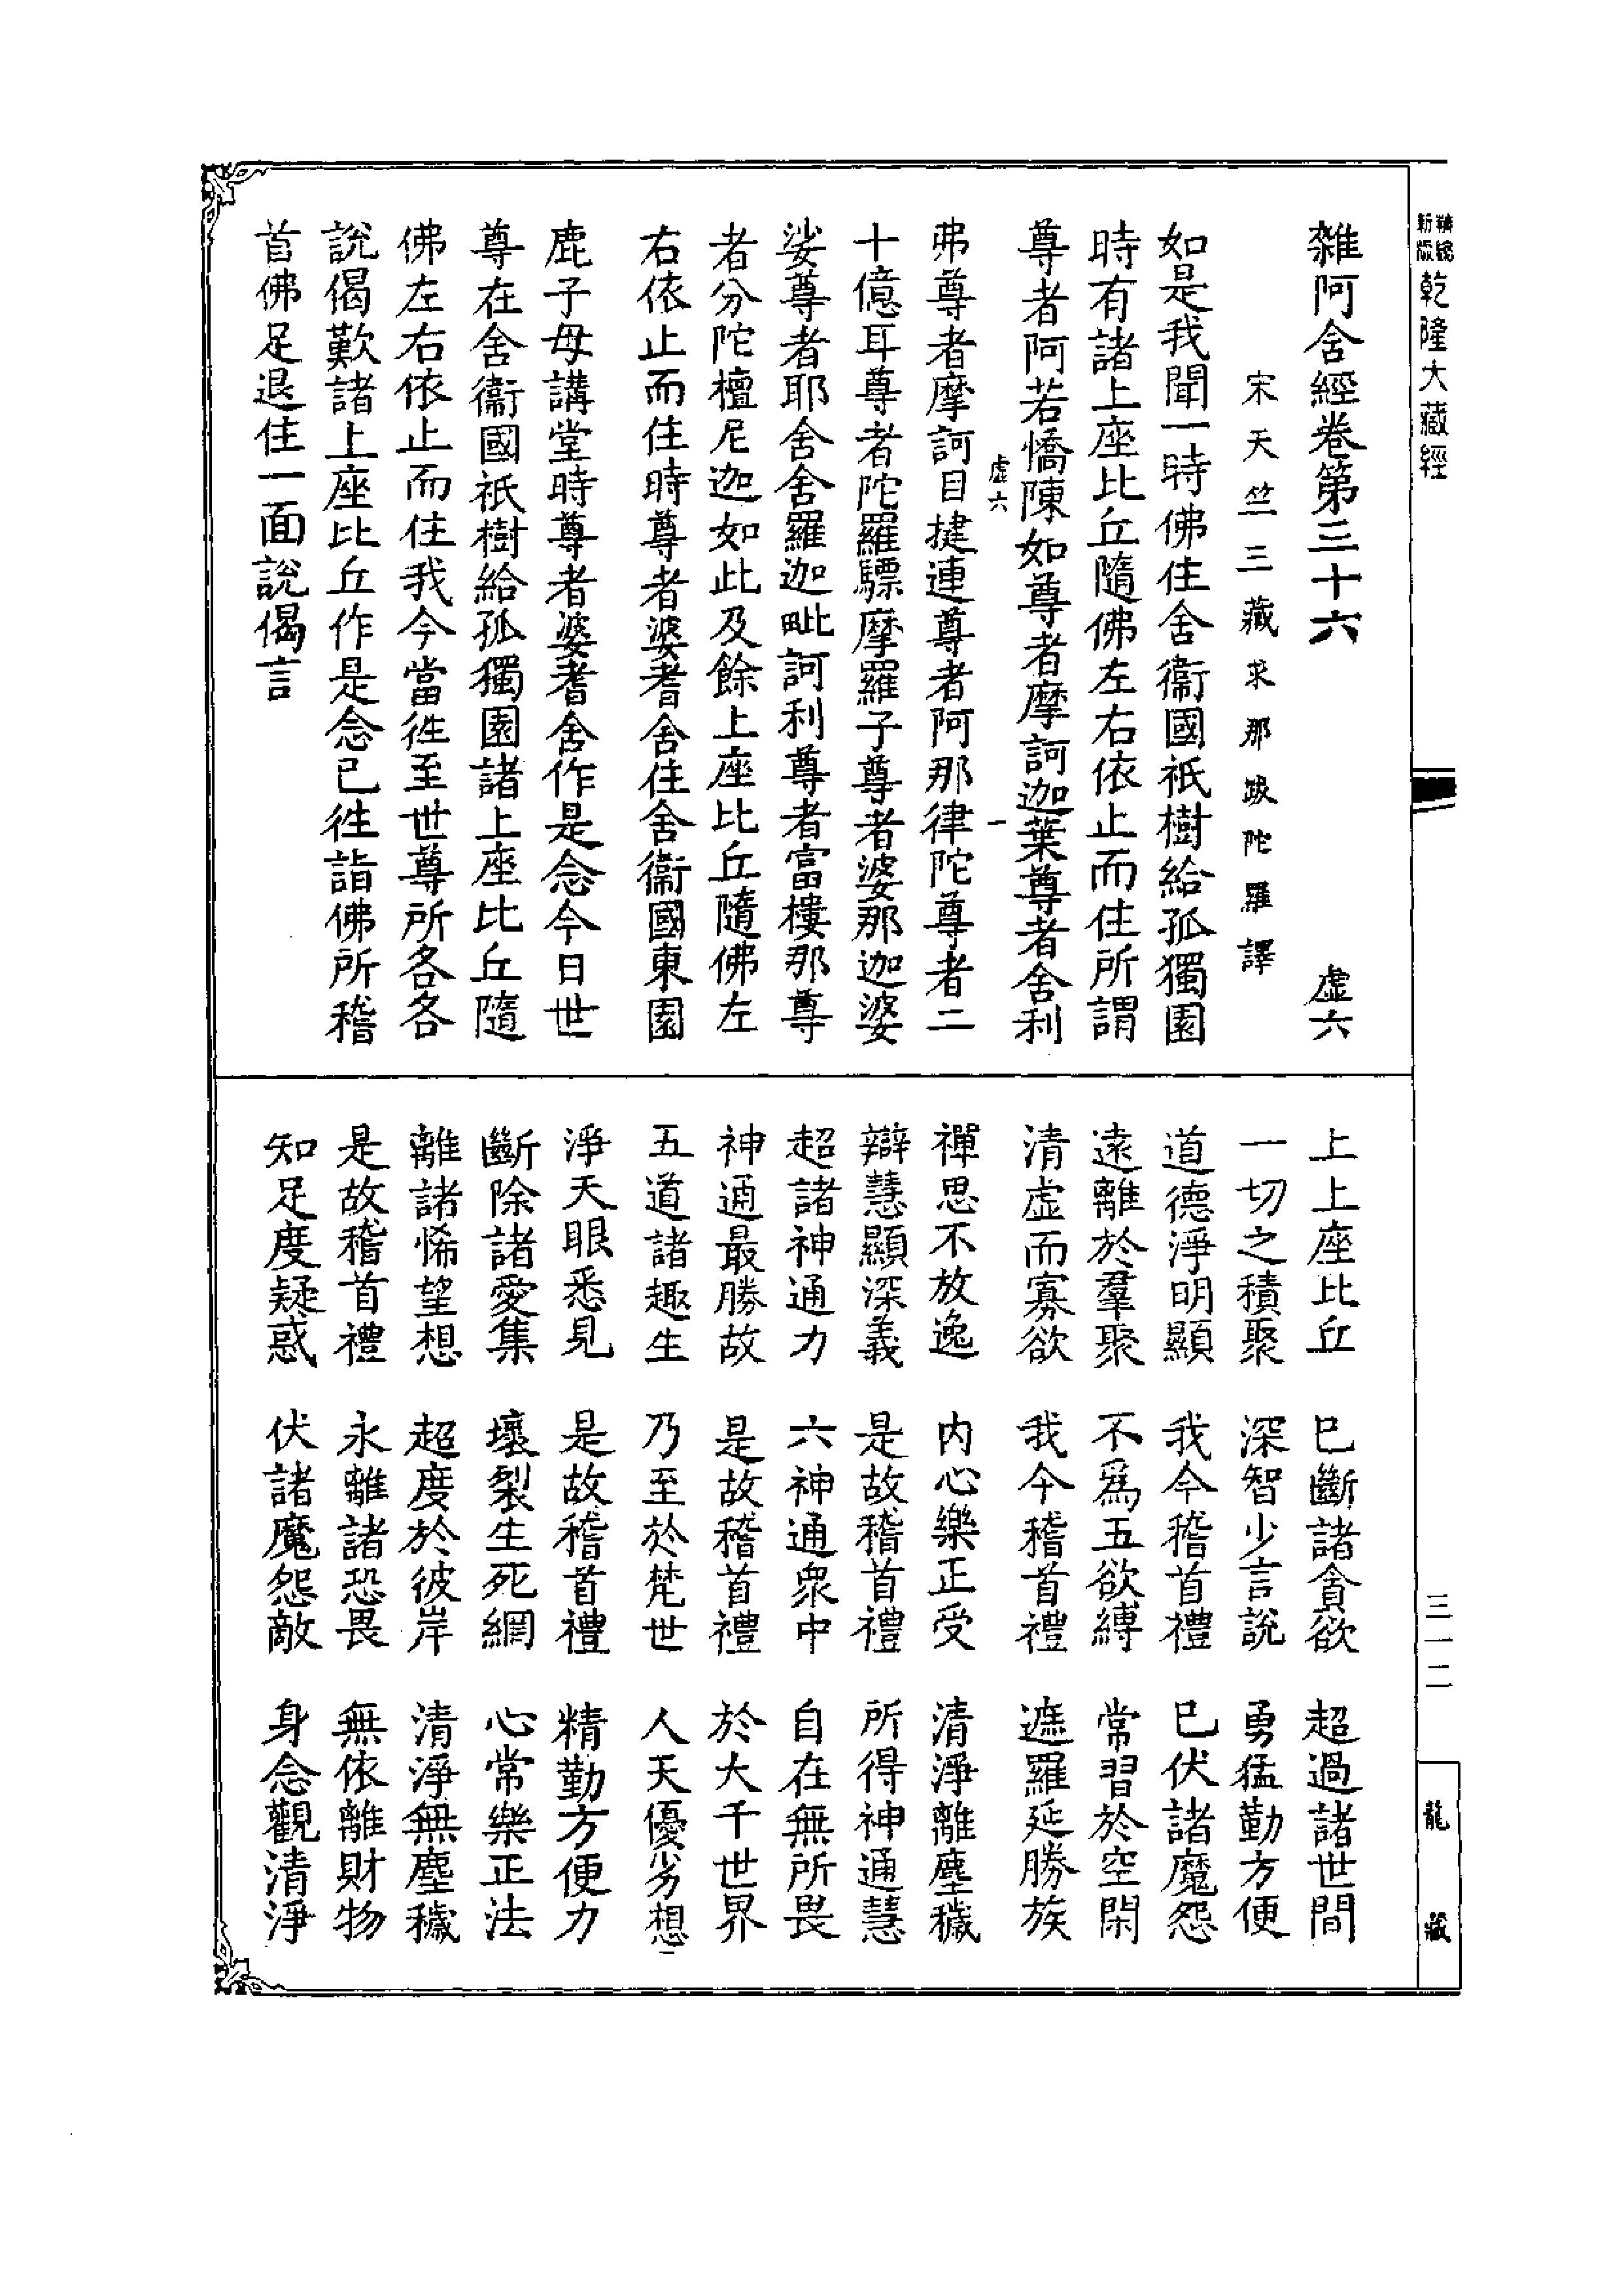 雜阿含經卷第三十六　虛六
宋天竺三藏求那跋陀羅譯
如是我聞一時佛住舍衞國祇樹給孤獨園
時有諸上座比丘隨佛左右依止而住所謂
尊者阿若憍陳如尊者摩訶迦葉尊者舍利
虛六　一
弗尊者摩訶目揵連尊者阿那律陀尊者二
十億耳尊者陀羅驃摩羅子尊者婆那迦婆
娑尊者耶舍舍羅迦毗訶利尊者富樓那尊
者分陀檀尼迦如此及餘上座比丘隨佛左
右依止而住時尊者婆耆舍住舍衞國東園
鹿子母講堂時尊者婆耆舍作是念今日世
尊在舍衞國祇樹給孤獨園諸上座比丘隨
佛左右依止而住我今當往至世尊所各各
說偈歎諸上座比丘作是念已往詣佛所稽
首佛足退住一面說偈言
上上座比丘　已斷諸貪欲　超過諸世間
一切之積聚　深智少言說　勇猛勤方便
道德淨明顯　我今稽首禮　已伏諸魔怨
遠離於羣聚　不爲五欲縛　常習於空閑
清虛而寡欲　我今稽首禮　遮羅延勝族
禪思不放逸　內心樂正受　清淨離塵穢
辯慧顯深義　是故稽首禮　所得神通慧
超諸神通力　六神通衆中　自在無所畏
神通最勝故　是故稽首禮　於大千世界
五道諸趣生　乃至於梵世　人天優劣想
淨天眼悉見　是故稽首禮　精勤方便力
斷除諸愛集　壞裂生死網　心常樂正法
離諸悕望想　超度於彼岸　清淨無塵穢
是故稽首禮　永離諸恐畏　無依離財物
知足度疑惑　伏諸魔怨敵　身念觀清淨
新版乾隆大藏經
三一二
龍藏